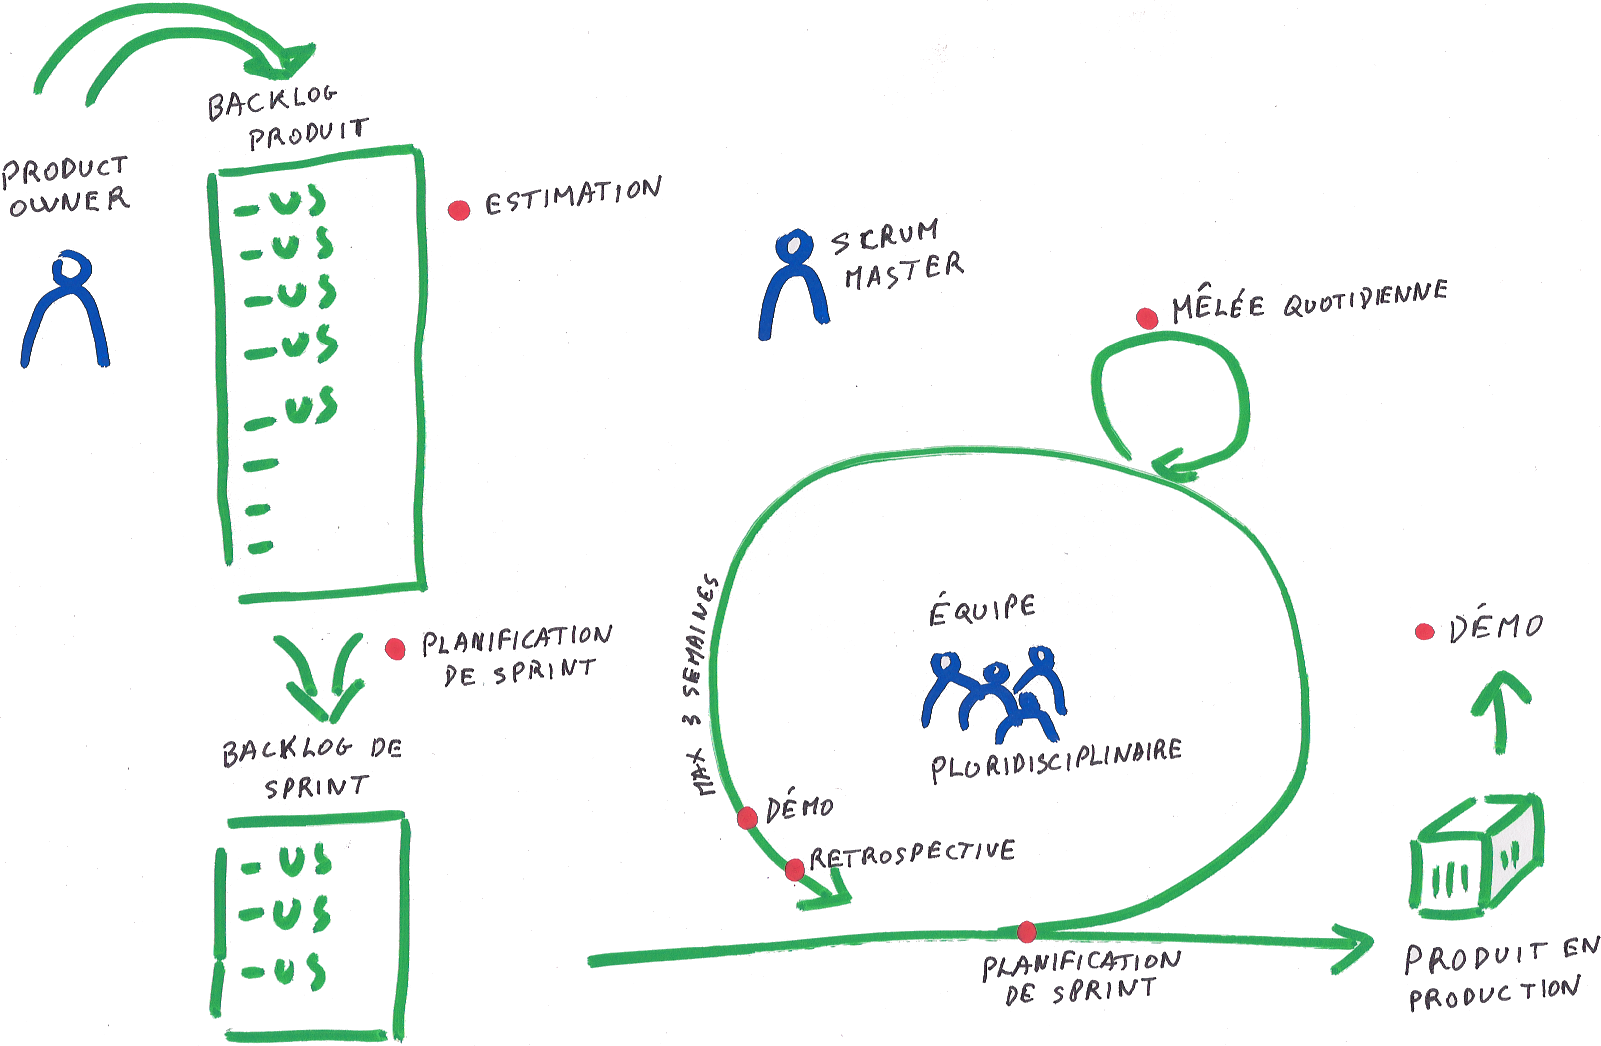 BACKLOG
PRODUIT
PRODUCT
OWNER
- US
- US
- US
- US
- US
-
-
-
ESTIMATION
SCRUM
MASTER
MÊLÉE QUOTIDIENNE
PLANIFICATION
DE SPRINT
BACKLOG DE
SPRINT
- US
- US
- US
MAX 3 SEMAINES
ÉQUIPE
PLURIDISCIPLINAIRE
DÉMO
RETROSPECTIVE
PLANIFICATION
DE SPRINT
DÉMO
PRODUIT EN
PRODUCTION